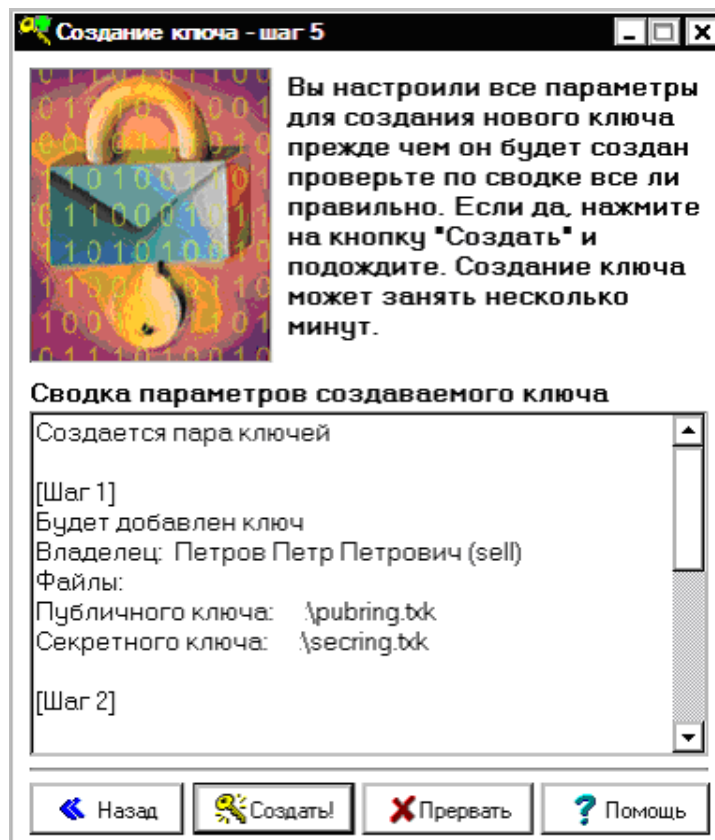 Создание ключа - шаг 5
Вы настроили все параметры
для создания нового ключа
прежде чем он будет создан
проверьте по сводке все ли
правильно. Если да, нажмите
на кнопку "Создать" и
подождите. Создание ключа
может занять несколько
минут.
Сводка параметров создаваемого ключа
Создается пара ключей
[Шаг 1]
Будет добавлен ключ
Владелец: Петров Петр Петрович (sell)
Файлы:
Публичного ключа: .\pubring.txk
Секретного ключа: .\secring.txk
[Шаг 2]
Назад Создать! Прервать Помощь